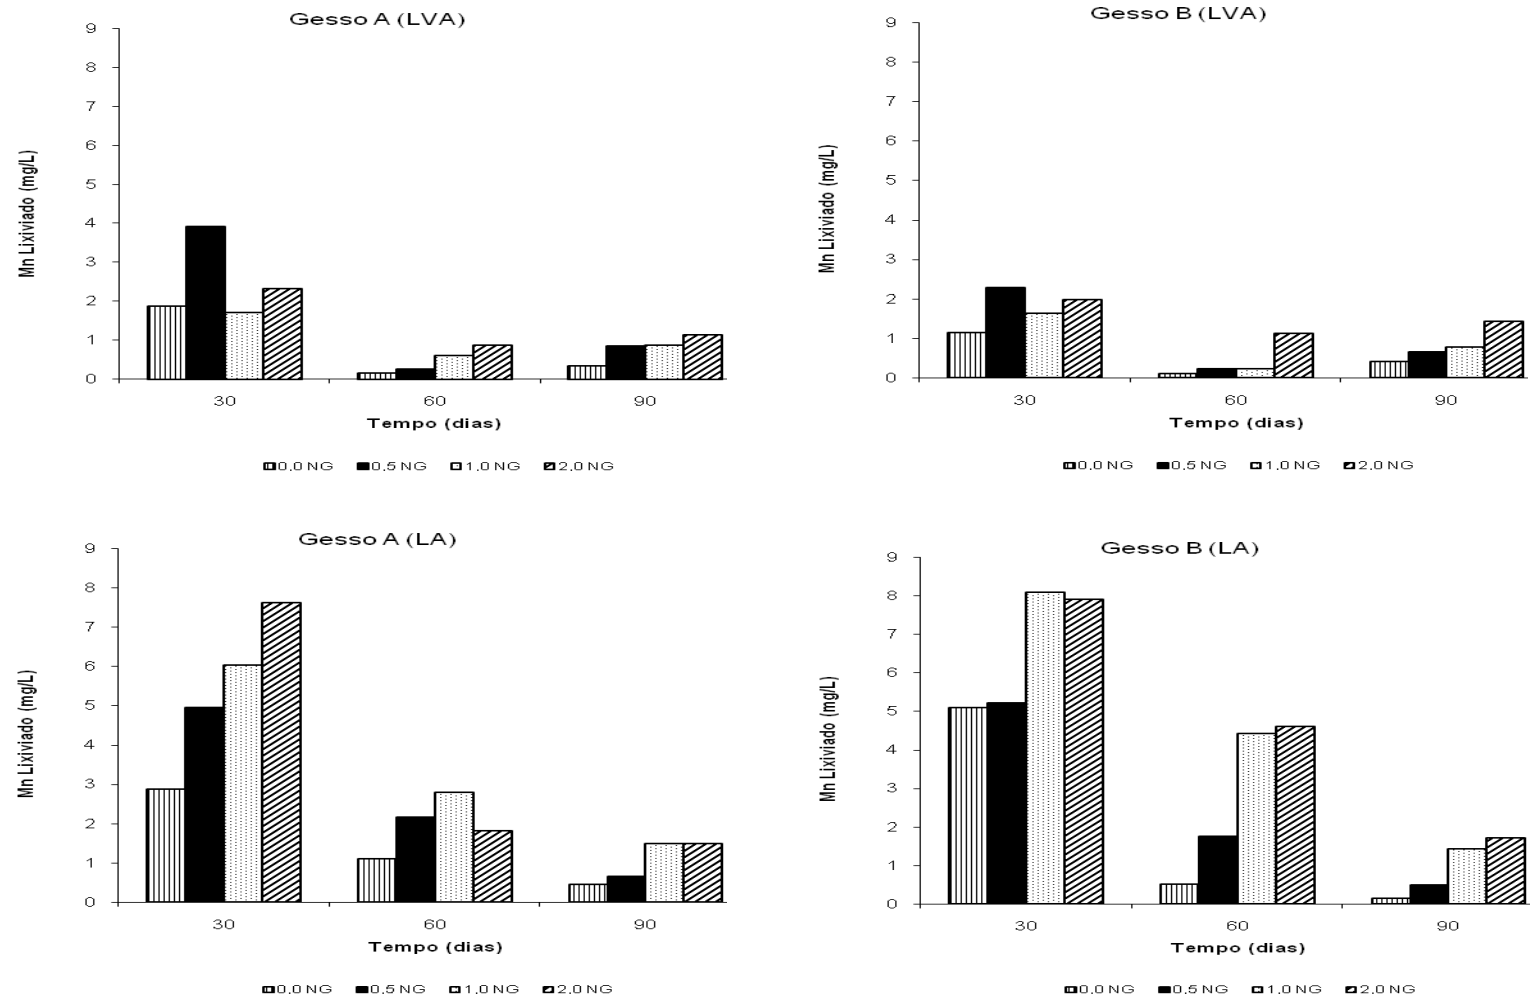 Gesso A (LVA)
9
8
7
6
5
4
3
2
1
0
Mn Lixiviado (mg/L)
30 60 90
Tempo (dias)
0,0 NG 0,5 NG 1,0 NG 2,0 NG
Gesso B (LVA)
9
8
7
6
5
4
3
2
1
0
Mn Lixiviado (mg/L)
30 60 90
Tempo (dias)
0,0 NG 0,5 NG 1,0 NG 2,0 NG
Gesso A (LA)
9
8
7
6
5
4
3
2
1
0
Mn Lixiviado (mg/L)
30 60 90
Tempo (dias)
0,0 NG 0,5 NG 1,0 NG 2,0 NG
Gesso B (LA)
9
8
7
6
5
4
3
2
1
0
Mn Lixiviado (mg/L)
30 60 90
Tempo (dias)
0,0 NG 0,5 NG 1,0 NG 2,0 NG